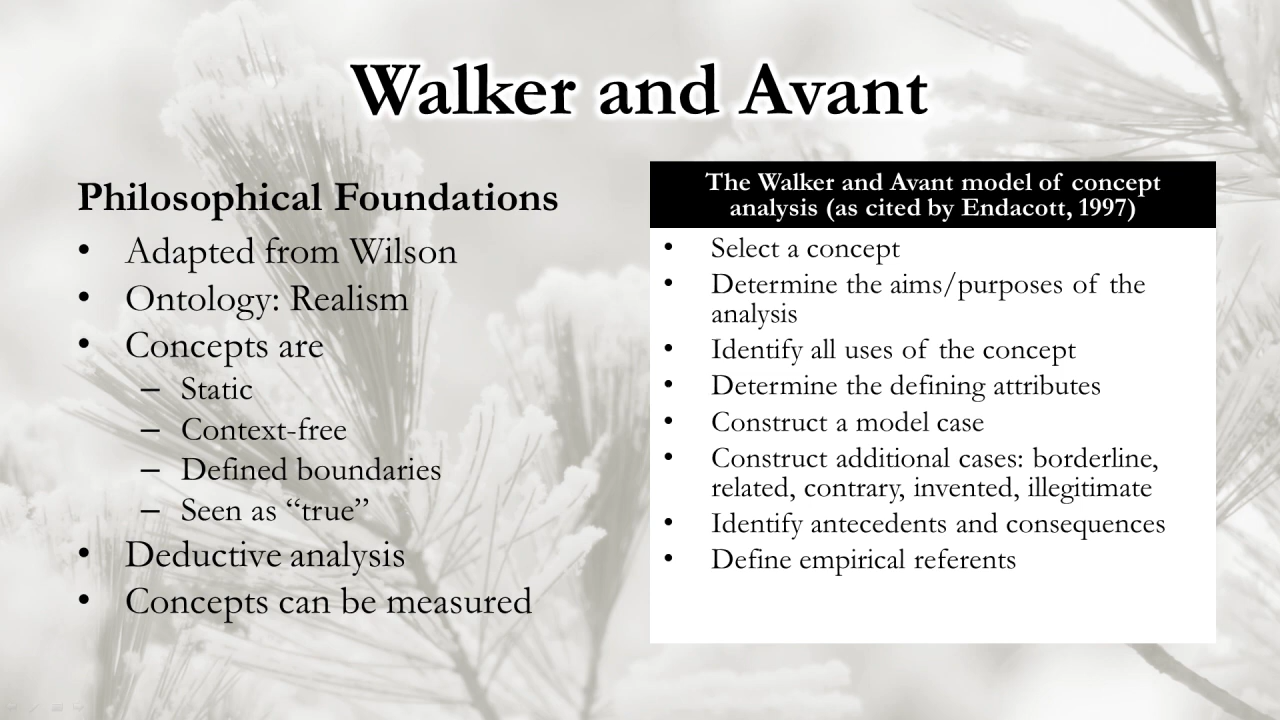 Walker and Avant
Philosophical Foundations
• Adapted from Wilson
• Ontology: Realism
• Concepts are
– Static
– Context-free
– Defined boundaries
– Seen as “true”
• Deductive analysis
• Concepts can be measured
The Walker and Avant model of concept
analysis (as cited by Endacott, 1997)
• Select a concept
• Determine the aims/purposes of the
analysis
• Identify all uses of the concept
• Determine the defining attributes
• Construct a model case
• Construct additional cases: borderline,
related, contrary, invented, illegitimate
• Identify antecedents and consequences
• Define empirical referents